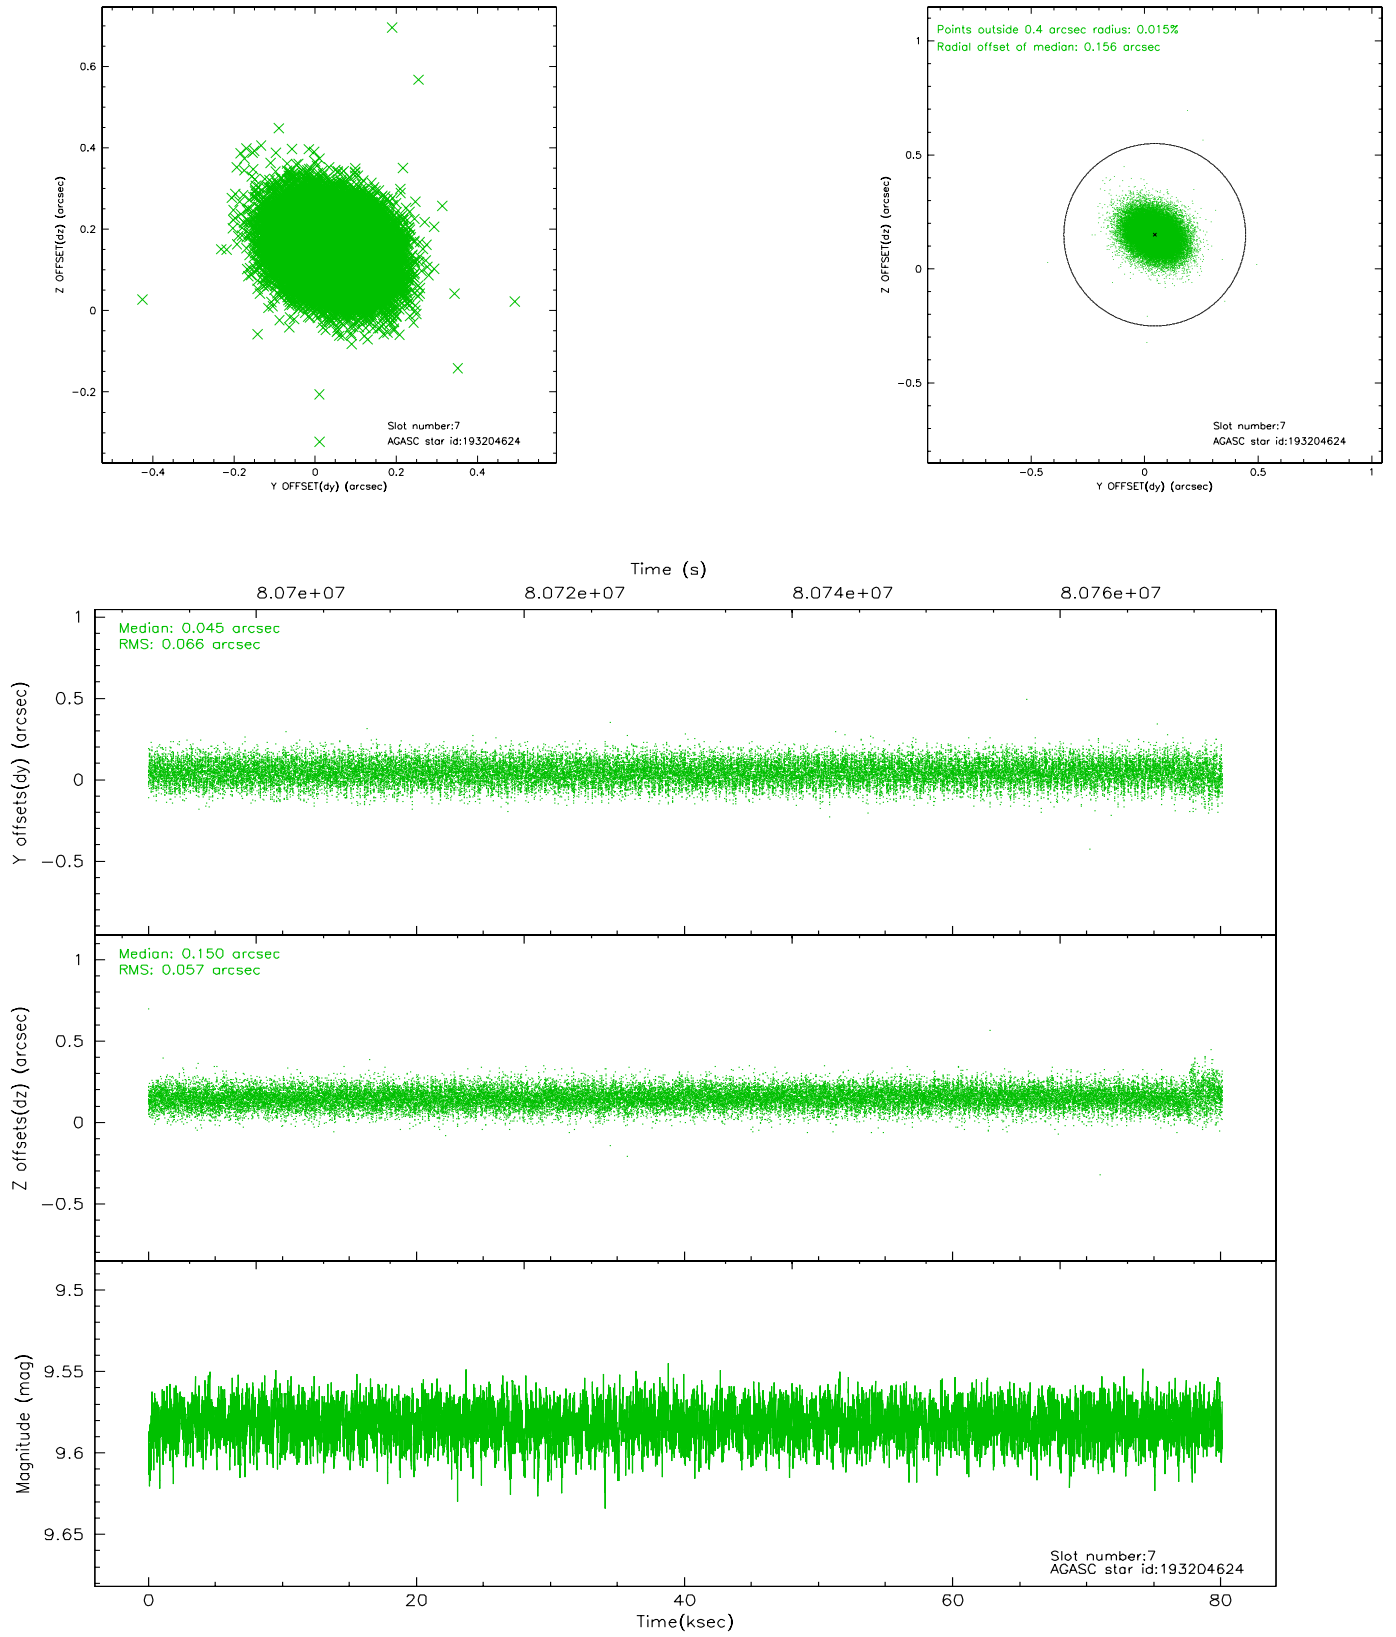 0.6
0.4
0.2
0
−0.2
Z OFFSET(dz) (arcsec)
Slot number:7
AGASC star id:193204624
−0.4 −0.2 0 0.2 0.4
Y OFFSET(dy) (arcsec)
Points outside 0.4 arcsec radius: 0.015%
Radial offset of median: 0.156 arcsec
1
0.5
0
−0.5
Z OFFSET(dz) (arcsec)
Slot number:7
AGASC star id:193204624
−0.5 0 0.5 1
Y OFFSET(dy) (arcsec)
Time (s)
8.07e+07 8.072e+07 8.074e+07 8.076e+07
Median: 0.045 arcsec
RMS: 0.066 arcsec
1
0.5
0
−0.5
Y offsets(dy) (arcsec)
Median: 0.150 arcsec
RMS: 0.057 arcsec
1
0.5
0
−0.5
Z offsets(dz) (arcsec)
9.5
9.55
9.6
9.65
Magnitude (mag)
Slot number:7
AGASC star id:193204624
0 20 40 60 80
Time(ksec)